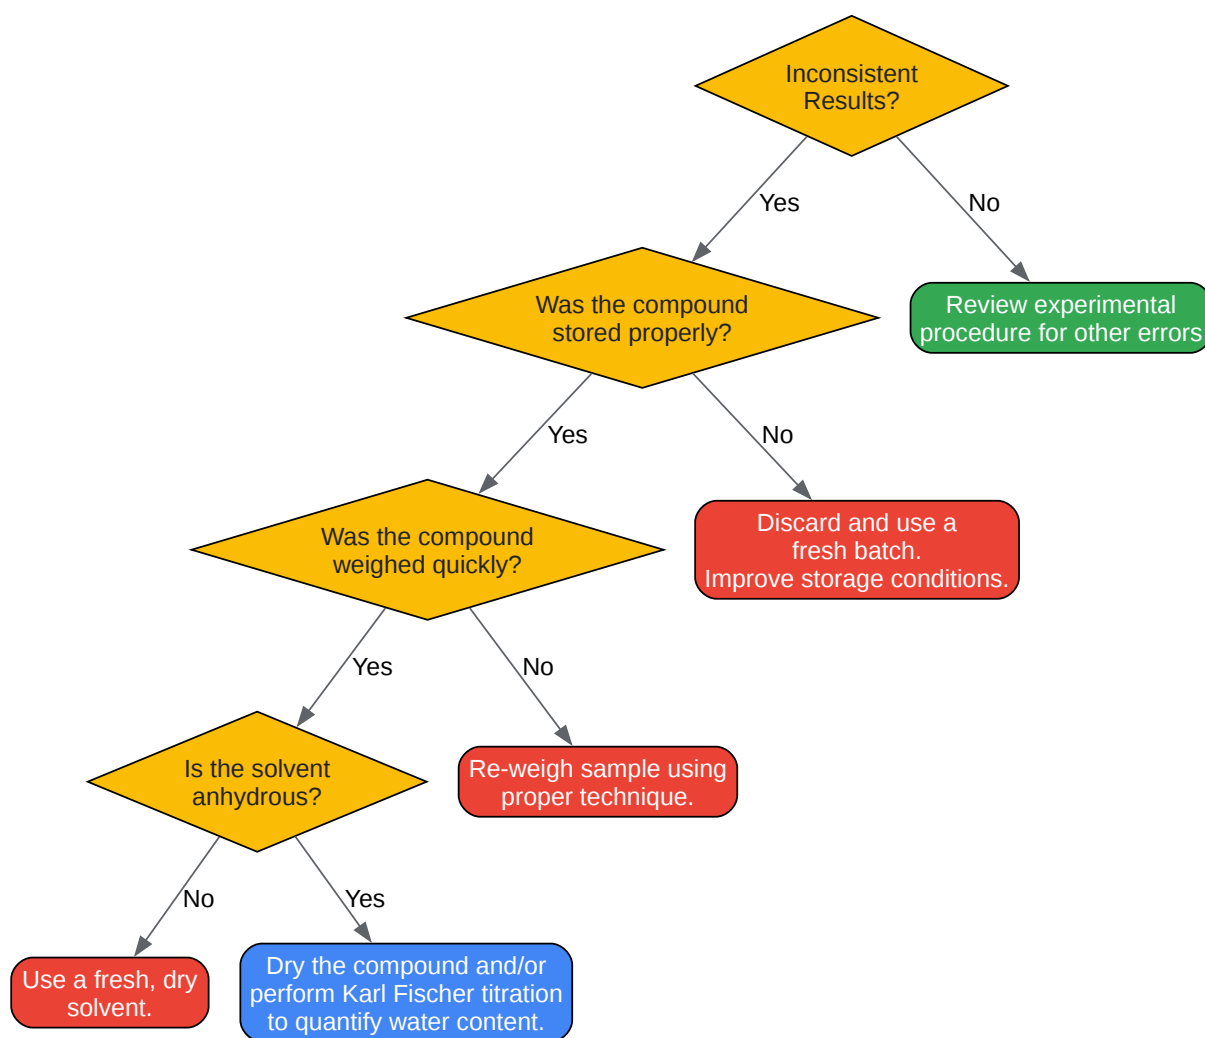 Inconsistent
Results?
Yes
No
Was the compound
stored properly?
Review experimental
procedure for other errors
Yes
No
Was the compound
weighed quickly?
Discard and use a
fresh batch.
Improve storage conditions.
Yes
No
Is the solvent
anhydrous?
Re-weigh sample using
proper technique.
No
Yes
Use a fresh, dry
solvent.
Dry the compound and/or
perform Karl Fischer titration
to quantify water content.